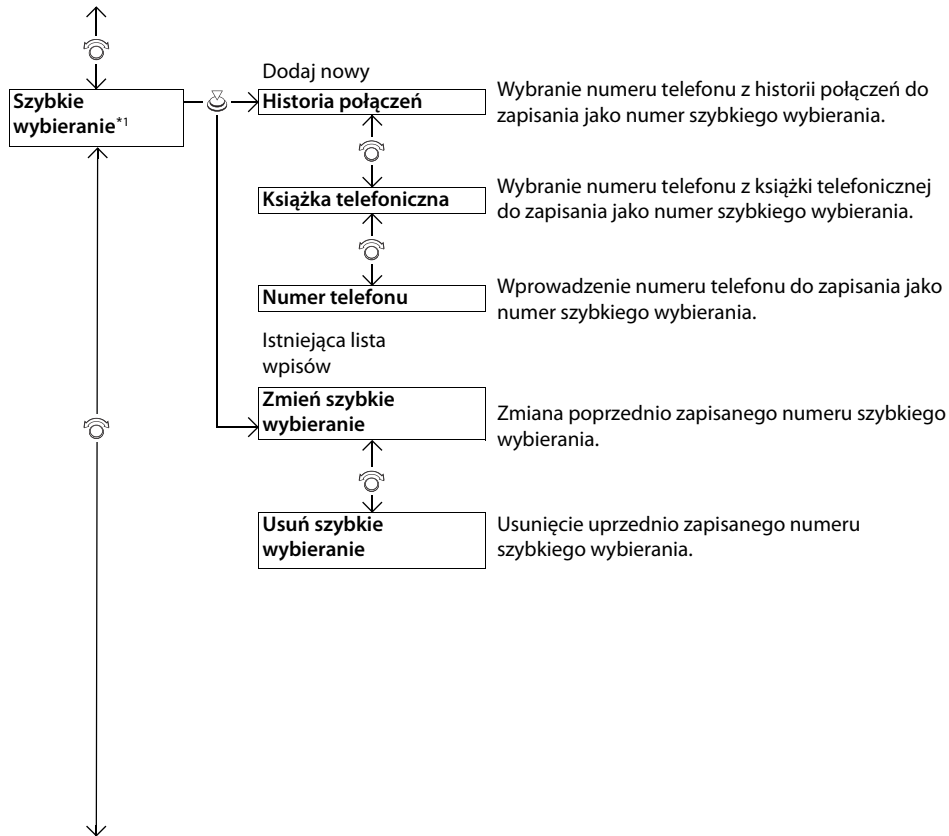 Szybkie
wybieranie*1
Dodaj nowy
Historia połączeń
Wybranie numeru telefonu z historii połączeń do
zapisania jako numer szybkiego wybierania.
Książka telefoniczna
Wybranie numeru telefonu z książki telefonicznej
do zapisania jako numer szybkiego wybierania.
Numer telefonu
Wprowadzenie numeru telefonu do zapisania jako
numer szybkiego wybierania.
Istniejąca lista
wpisów
Zmień szybkie
wybieranie
Zmiana poprzednio zapisanego numeru szybkiego
wybierania.
Usuń szybkie
wybieranie
Usunięcie uprzednio zapisanego numeru
szybkiego wybierania.